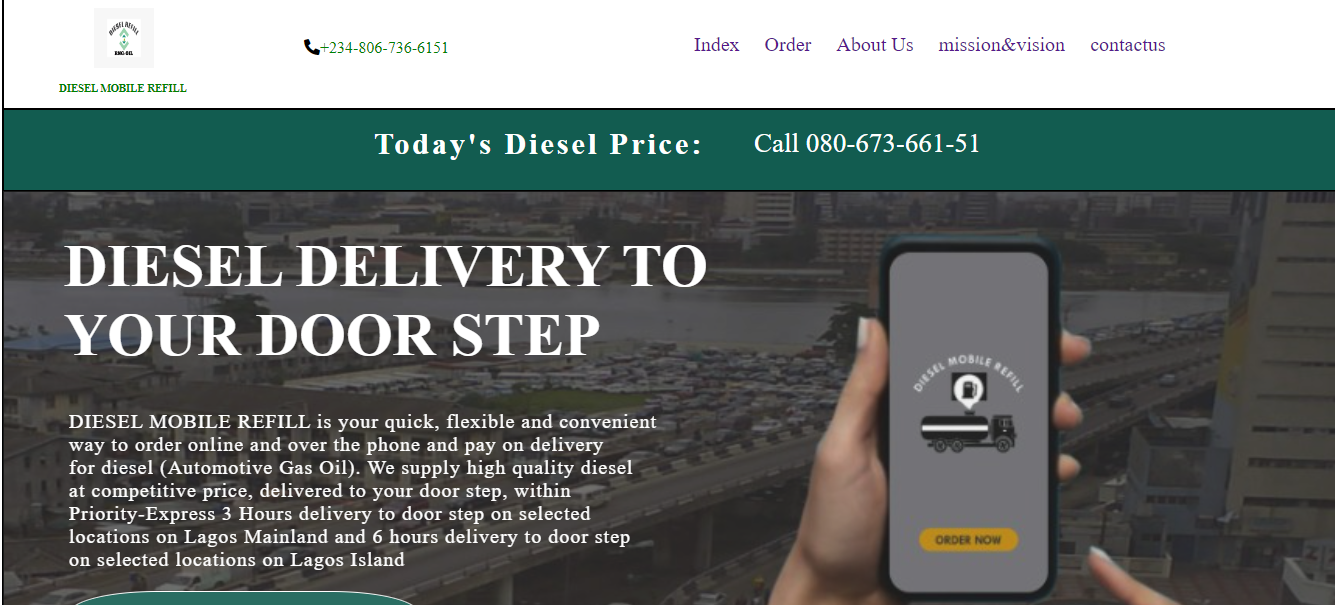 DIESEL REFILL
DIESEL MOBILE REFILL
+234-806-736-6151
Index Order About Us mission&vision contactus
Today's Diesel Price: Call 080-673-661-51
DIESEL DELIVERY TO
YOUR DOOR STEP
DIESEL MOBILE REFILL is your quick, flexible and convenient
way to order online and over the phone and pay on delivery
for diesel (Automotive Gas Oil). We supply high quality diesel
at competitive price, delivered to your door step, within
Priority-Express 3 Hours delivery to door step on selected
locations on Lagos Mainland and 6 hours delivery to door step
on selected locations on Lagos Island
DIESEL MOBILE REFILL
ORDER NOW